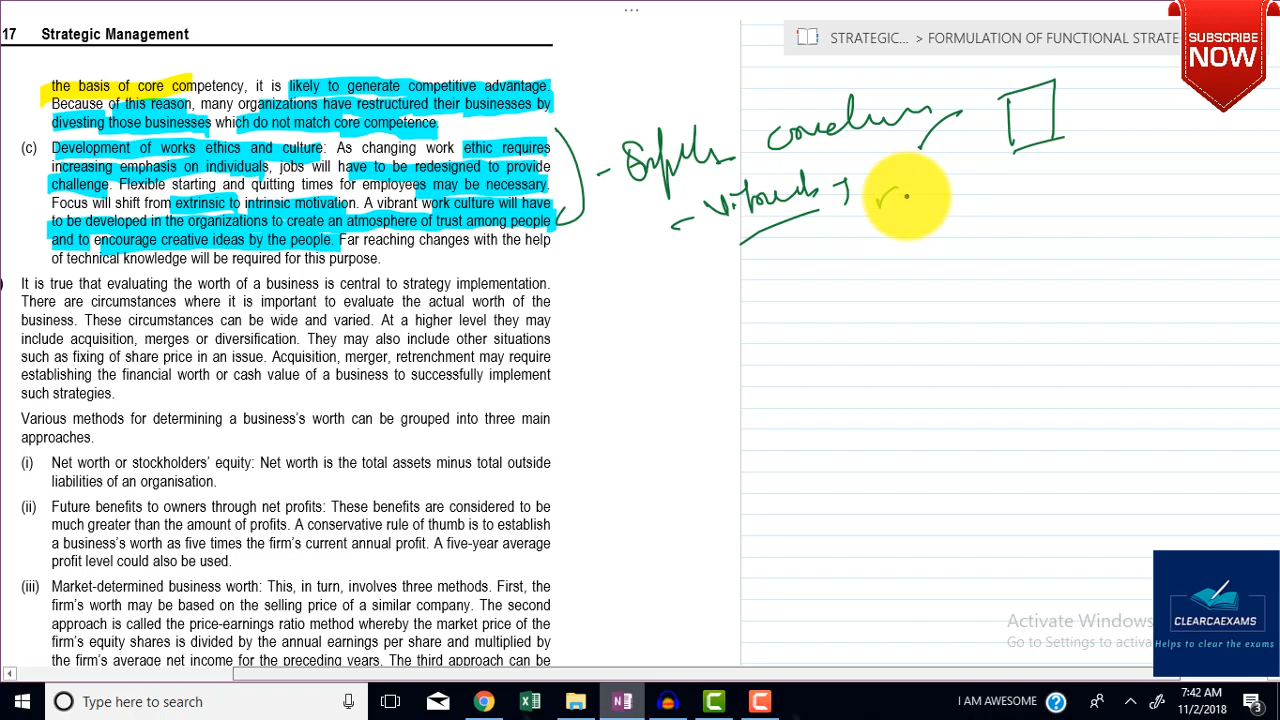 17 Strategic Management
STRATEGIC... > FORMULATION OF FUNCTIONAL STRATE
SUBSCRIBE
NOW
the basis of core competency, it is likely to generate competitive advantage.
Because of this reason, many organizations have restructured their businesses by
divesting those businesses which do not match core competence.
(c) Development of works ethics and culture: As changing work ethic requires
increasing emphasis on individuals, jobs will have to be redesigned to provide
challenge. Flexible starting and quitting times for employees may be necessary.
Focus will shift from extrinsic to intrinsic motivation. A vibrant work culture will have
to be developed in the organizations to create an atmosphere of trust among people
and to encourage creative ideas by the people. Far reaching changes with the help
of technical knowledge will be required for this purpose.
It is true that evaluating the worth of a business is central to strategy implementation.
There are circumstances where it is important to evaluate the actual worth of the
business. These circumstances can be wide and varied. At a higher level they may
include acquisition, merges or diversification. They may also include other situations
such as fixing of share price in an issue. Acquisition, merger, retrenchment may require
establishing the financial worth or cash value of a business to successfully implement
such strategies.
Various methods for determining a business's worth can be grouped into three main
approaches.
(i) Net worth or stockholders' equity: Net worth is the total assets minus total outside
liabilities of an organisation.
(ii) Future benefits to owners through net profits: These benefits are considered to be
much greater than the amount of profits. A conservative rule of thumb is to establish
a business's worth as five times the firm's current annual profit. A five-year average
profit level could also be used.
(iii) Market-determined business worth: This, in turn, involves three methods. First, the
firm's worth may be based on the selling price of a similar company. The second
approach is called the price-earnings ratio method whereby the market price of the
firm's equity shares is divided by the annual earnings per share and multiplied by
the firm's average net income for the preceding years. The third approach can be
Activate Windows
Go to Settings to activa
CLEARCAEXAMS
Helps to clear the exams
Type here to search
I AM AWESOME
7:42 AM
11/2/2018
3